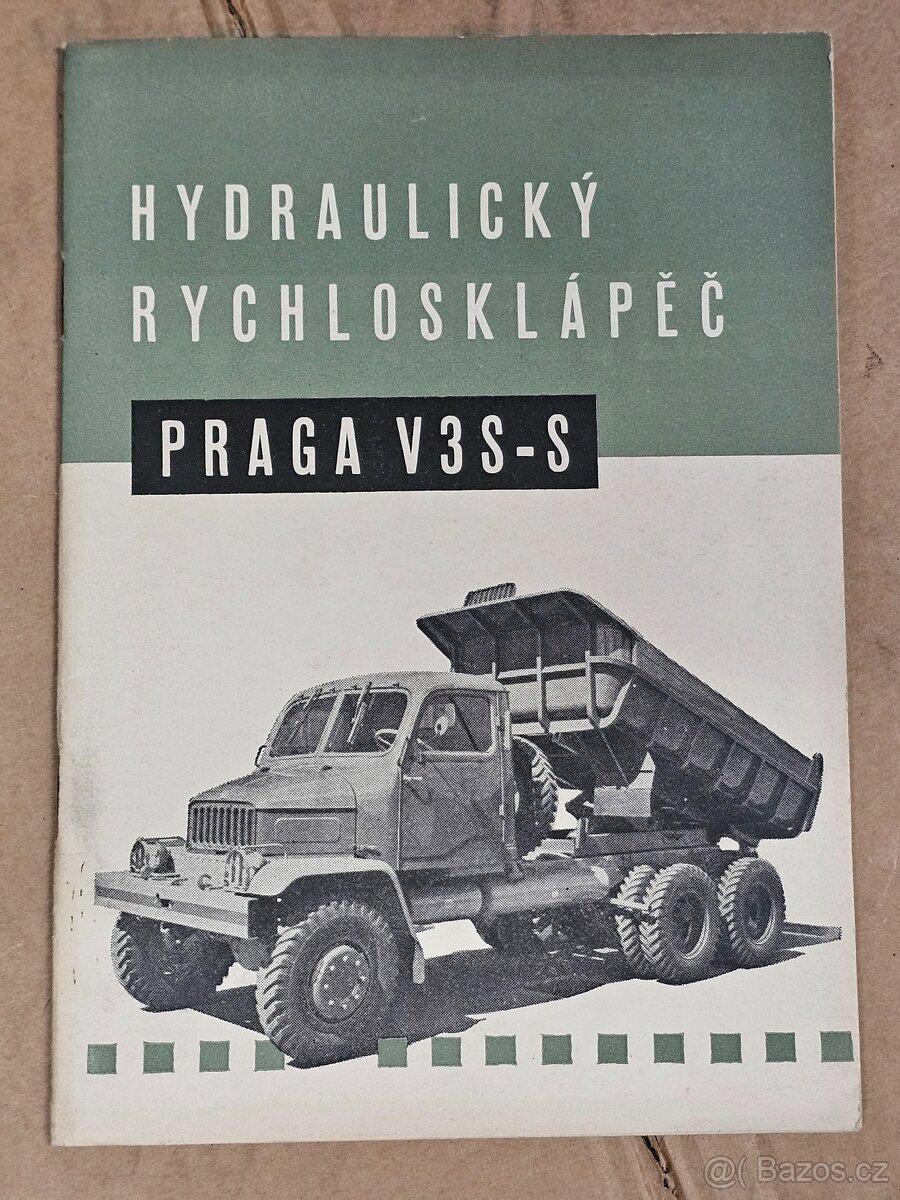 HYDRAULICKÝ
RYCHLOSKLÁPĚČ
PRAGA V3S-S
@( Bazos.cz